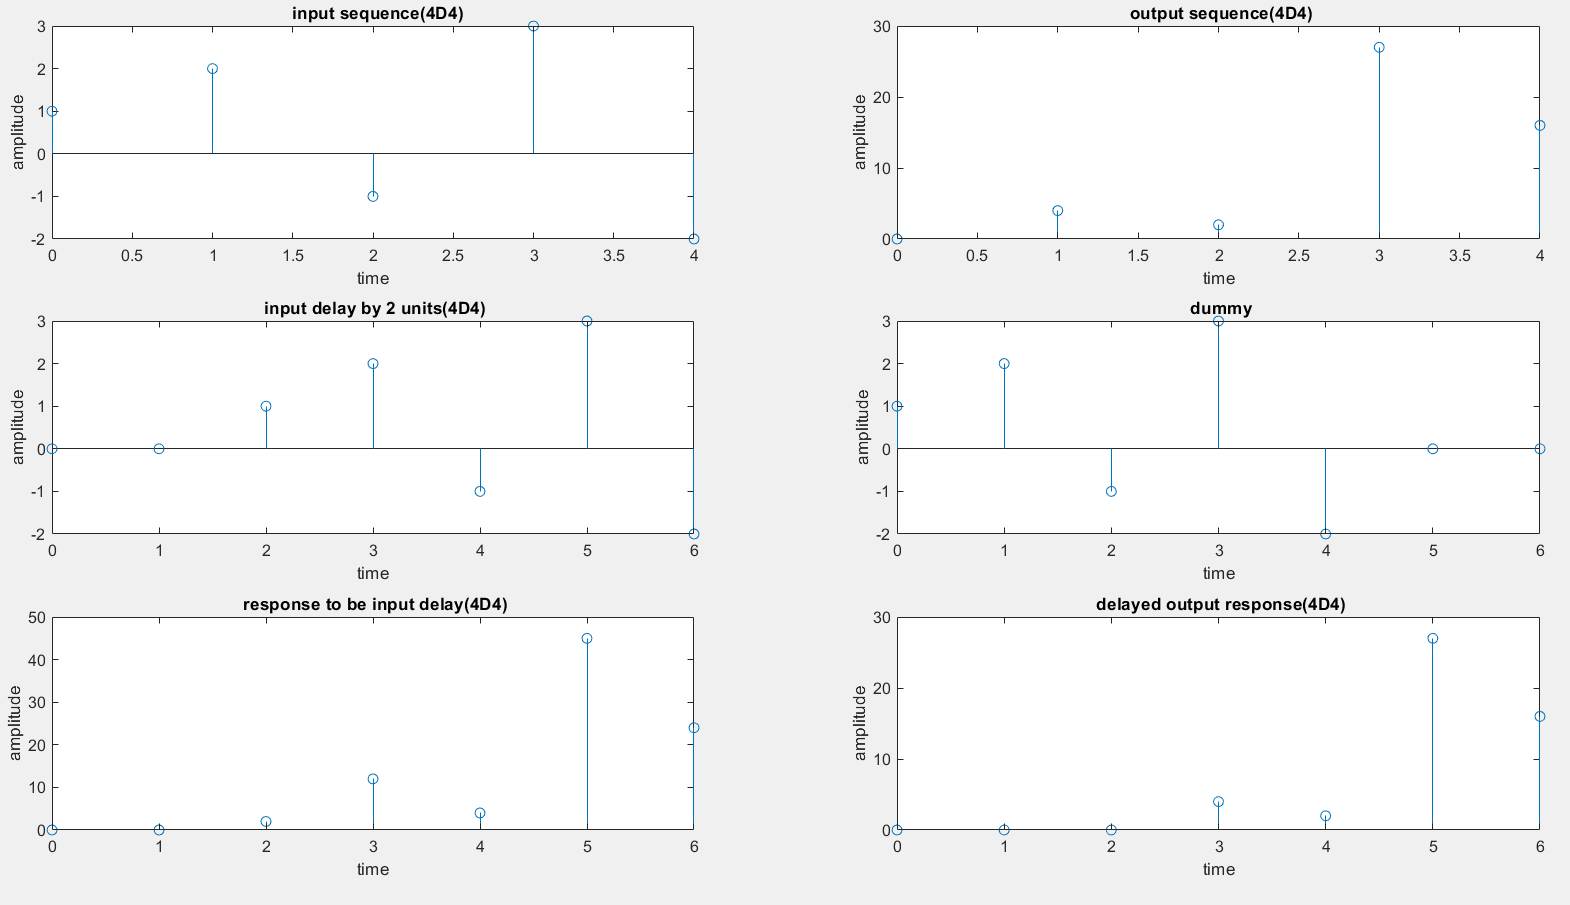 input sequence(4D4)
3
2
1
0
-1
-2
amplitude
0 0.5 1 1.5 2 2.5 3 3.5 4
time
output sequence(4D4)
30
20
10
0
amplitude
0 0.5 1 1.5 2 2.5 3 3.5 4
time
input delay by 2 units(4D4)
3
2
1
0
-1
-2
amplitude
0 1 2 3 4 5 6
time
dummy
3
2
1
0
-1
-2
amplitude
0 1 2 3 4 5 6
time
response to be input delay(4D4)
50
40
30
20
10
0
amplitude
0 1 2 3 4 5 6
time
delayed output response(4D4)
30
20
10
0
amplitude
0 1 2 3 4 5 6
time